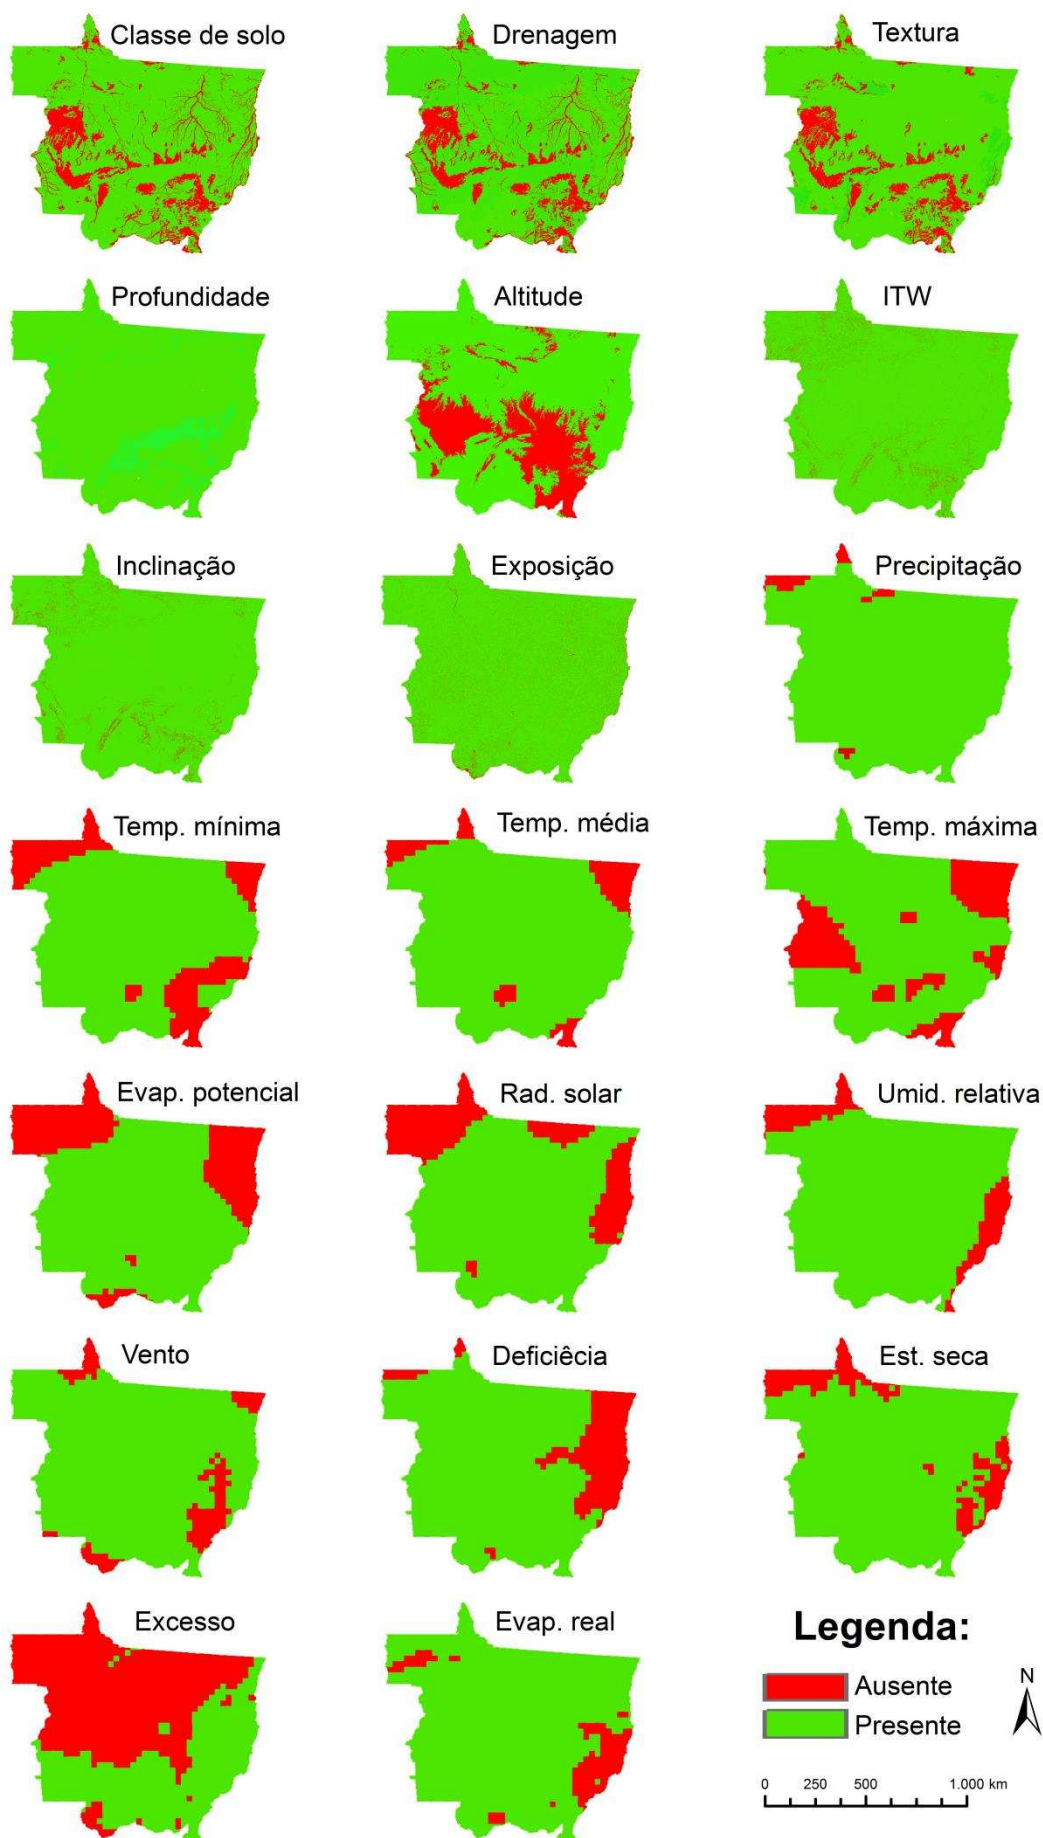 Classe de solo
Drenagem
Textura
Profundidade
Altitude
ITW
Inclinação
Exposição
Precipitação
Temp. mínima
Temp. média
Temp. máxima
Evap. potencial
Rad. solar
Umid. relativa
Vento
Deficiêcia
Est. seca
Excesso
Evap. real
Legenda:
Ausente
Presente
N
0 250 500 1.000 km